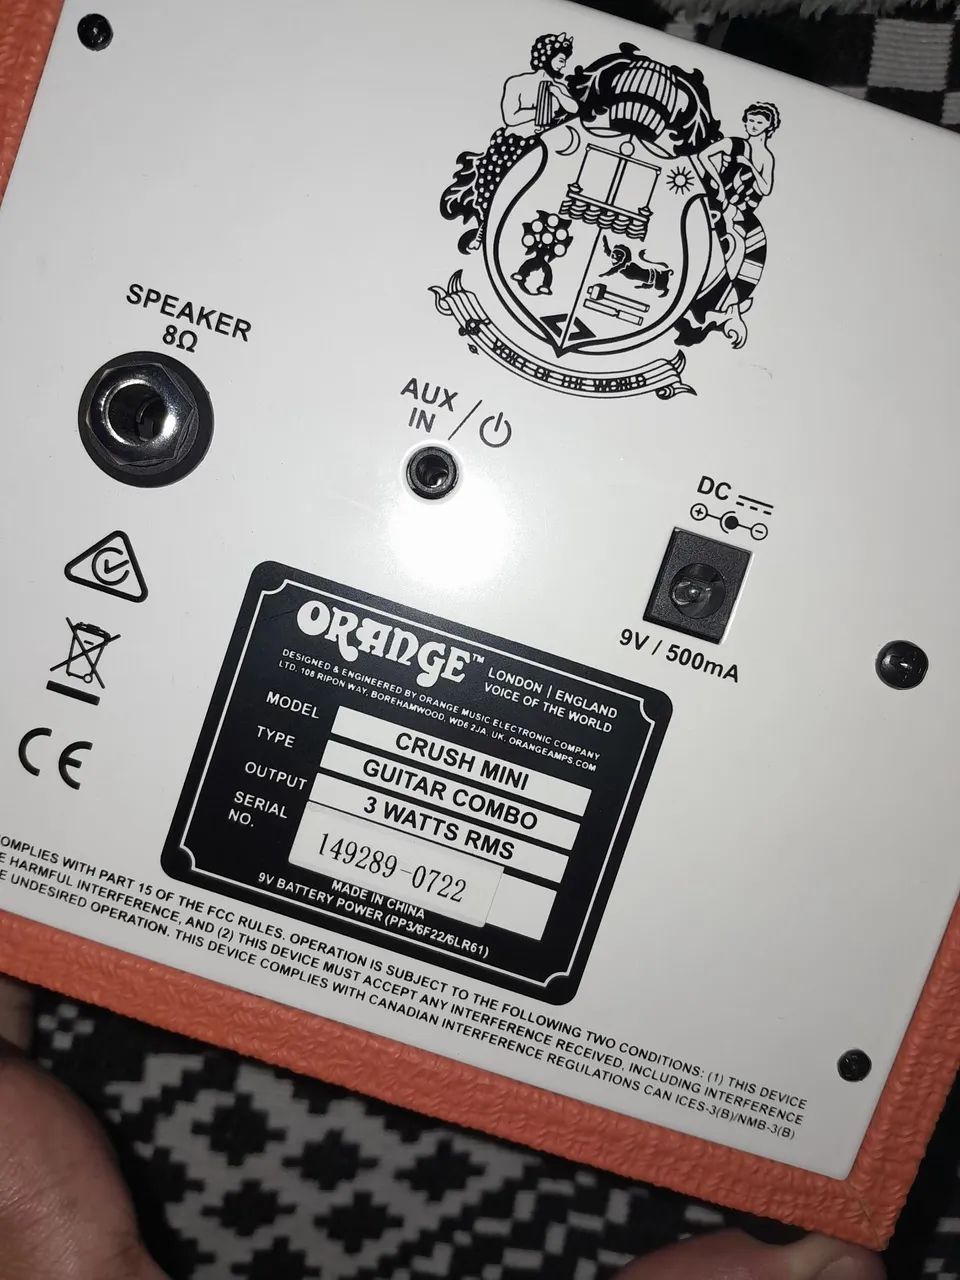 VOICE OF THE WORLD
SPEAKER
8Ω
AUX
IN /
DC
9V / 500mA
ORANGE™
LONDON | ENGLAND
VOICE OF THE WORLD
DESIGNED & ENGINEERED BY ORANGE MUSIC ELECTRONIC COMPANY
LTD. 108 RIPON WAY, BOREHAMWOOD, WD6 2JA, UK. ORANGEAMPS.COM
MODEL CRUSH MINI
TYPE GUITAR COMBO
OUTPUT 3 WATTS RMS
SERIAL
NO. 149289-0722
MADE IN CHINA
9V BATTERY POWER (PP3/6F22/6LR61)
CE
COMPLIES WITH PART 15 OF THE FCC RULES. OPERATION IS SUBJECT TO THE FOLLOWING TWO CONDITIONS: (1) THIS DEVICE
HARMFUL INTERFERENCE, AND (2) THIS DEVICE MUST ACCEPT ANY INTERFERENCE RECEIVED, INCLUDING INTERFERENCE
UNDESIRED OPERATION. THIS DEVICE COMPLIES WITH CANADIAN INTERFERENCE REGULATIONS CAN ICES-3(B)/NMB-3(B)